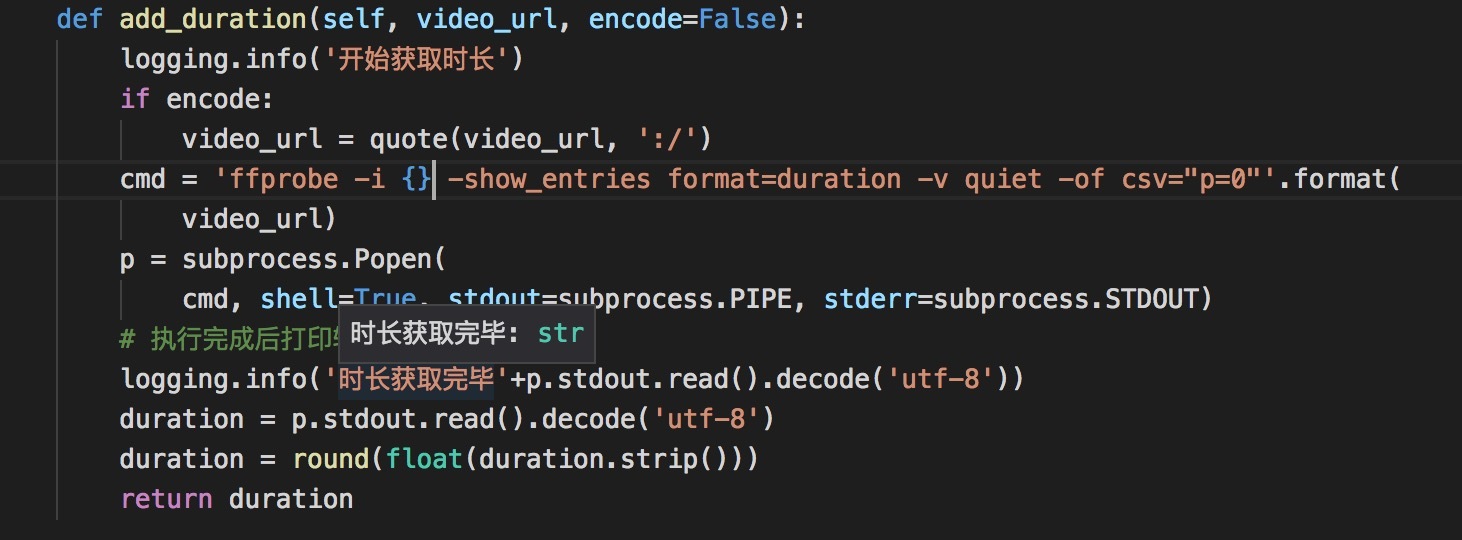 def add_duration(self, video_url, encode=False):
logging.info('开始获取时长')
if encode:
video_url = quote(video_url, ':/')
cmd = 'ffprobe -i {} -show_entries format=duration -v quiet -of csv="p=0"'.format(
video_url)
p = subprocess.Popen(
cmd, shell=True, stdout=subprocess.PIPE, stderr=subprocess.STDOUT)
# 执行完成后打印
时长获取完毕: str
logging.info('时长获取完毕'+p.stdout.read().decode('utf-8'))
duration = p.stdout.read().decode('utf-8')
duration = round(float(duration.strip()))
return duration